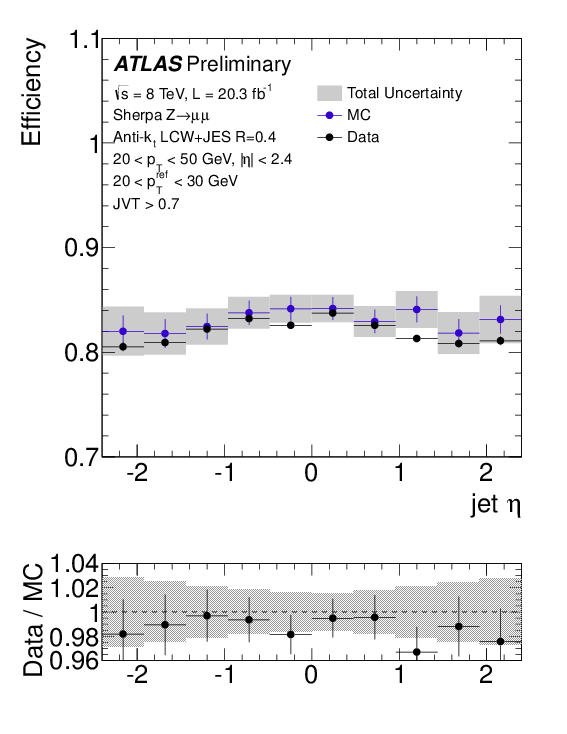 Efficiency
1.1
1
0.9
0.8
0.7
ATLAS Preliminary
√s = 8 TeV, L = 20.3 fb⁻¹
Sherpa Z→μμ
Anti-kₜ LCW+JES R=0.4
20 < p_T < 50 GeV, |η| < 2.4
20 < p_T^ref < 30 GeV
JVT > 0.7
Total Uncertainty
MC
Data
-2 -1 0 1 2
jet η
Data / MC
1.04
1.02
1
0.98
0.96
-2 -1 0 1 2